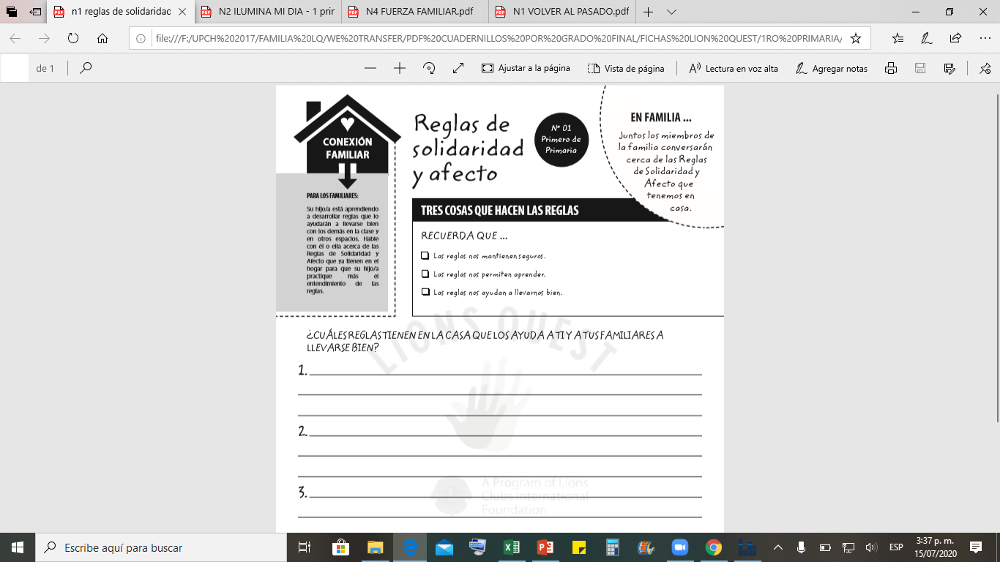 n1 reglas de solidaridad
N2 ILUMINA MI DIA - 1 prir
N4 FUERZA FAMILIAR.pdf
N1 VOLVER AL PASADO.pdf
file:///F:/UPCH%202017/FAMILIA%20LQ/WE%20TRANSFER/PDF%20CUADERNILLOS%20POR%20GRADO%20FINAL/FICHAS%20LION%20QUEST/1RO%20PRIMARIA/
de 1
Ajustar a la página
Vista de página
Lectura en voz alta
Agregar notas
CONEXIÓN
FAMILIAR
PARA LOS FAMILIARES:
Su hijo/a está aprendiendo
a desarrollar reglas que lo
ayudarán a llevarse bien
con los demás en la clase y
en otros espacios. Hable
con él o ella acerca de las
Reglas de Solidaridad y
Afecto que ya tienen en el
hogar para que su hijo/a
practique más el
entendimiento de las
reglas.
Reglas de
solidaridad
y afecto
Nº 01
Primero de
Primaria
EN FAMILIA ...
Juntos los miembros de
la familia conversarán
cerca de las Reglas
de Solidaridad y
Afecto que
tenemos en
casa.
TRES COSAS QUE HACEN LAS REGLAS
RECUERDA QUE ...
Las reglas nos mantienen seguros.
Las reglas nos permiten aprender.
Las reglas nos ayudan a llevarnos bien.
LIONS QUEST
¿CUÁLES REGLAS TIENEN EN LA CASA QUE LOS AYUDA A TI Y A TUS FAMILIARES A
LLEVARSE BIEN?
1.
2.
3.
A Program of Lions
Clubs International
Foundation
Escribe aquí para buscar
ESP
3:37 p. m.
15/07/2020